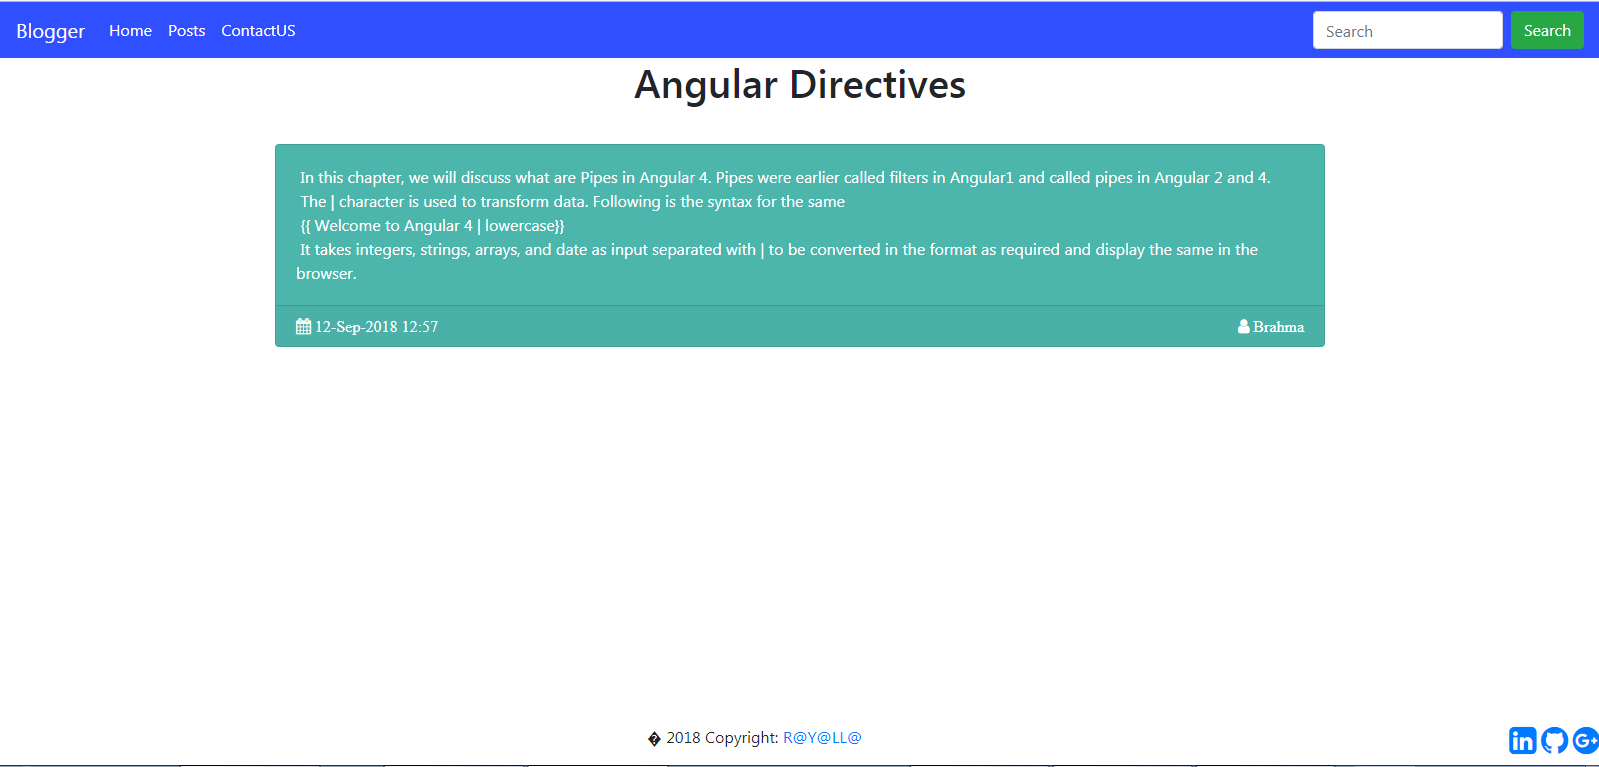 Blogger Home Posts ContactUS Search Search
Angular Directives
In this chapter, we will discuss what are Pipes in Angular 4. Pipes were earlier called filters in Angular1 and called pipes in Angular 2 and 4.
The | character is used to transform data. Following is the syntax for the same
{{ Welcome to Angular 4 | lowercase}}
It takes integers, strings, arrays, and date as input separated with | to be converted in the format as required and display the same in the
browser.
12-Sep-2018 12:57 Brahma
� 2018 Copyright: R@Y@LL@